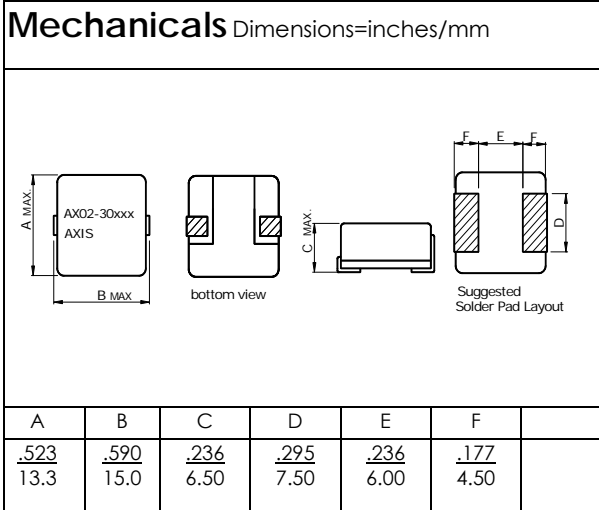 Mechanicals Dimensions=inches/mm
A MAX.
AX02-30xxx
AXIS
B MAX
bottom view
C MAX.
F E F
D
Suggested
Solder Pad Layout
A B C D E F
.523 .590 .236 .295 .236 .177
13.3 15.0 6.50 7.50 6.00 4.50